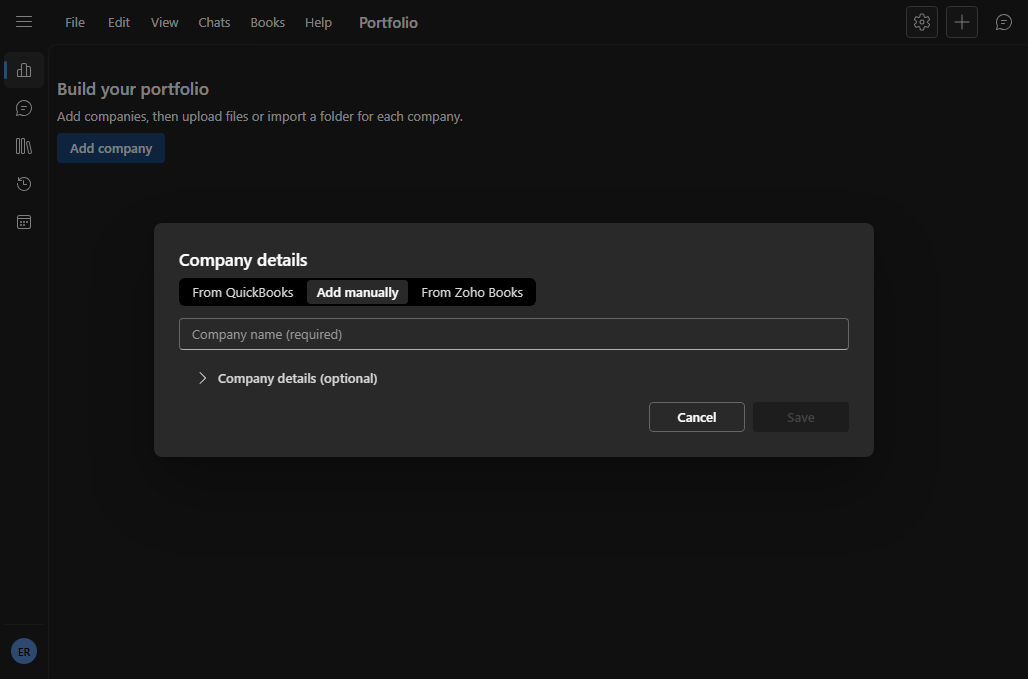 File Edit View Chats Books Help Portfolio
Build your portfolio
Add companies, then upload files or import a folder for each company.
Add company
Company details
From QuickBooks Add manually From Zoho Books
Company name (required)
Company details (optional)
Cancel Save
ER